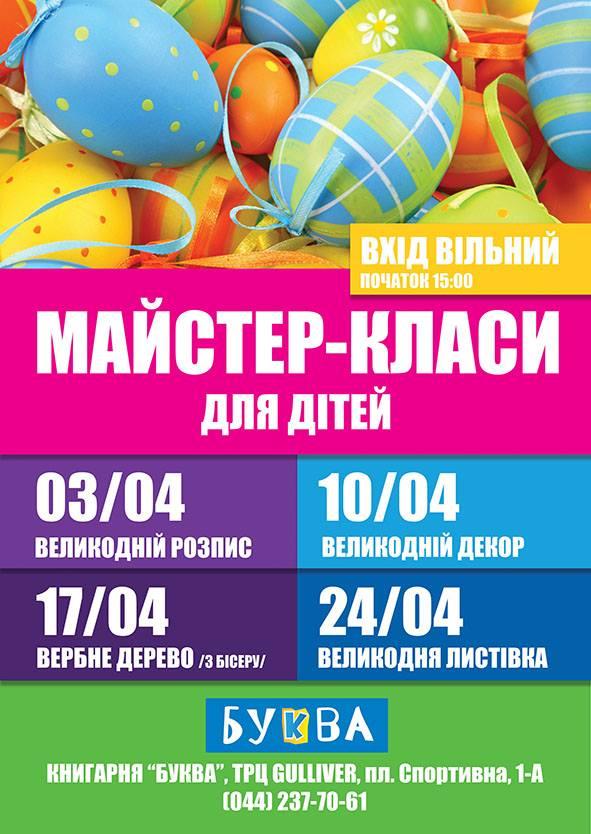 ВХІД ВІЛЬНИЙ
ПОЧАТОК 15:00
МАЙСТЕР-КЛАСИ
ДЛЯ ДІТЕЙ
03/04
ВЕЛИКОДНІЙ РОЗПИС
10/04
ВЕЛИКОДНІЙ ДЕКОР
17/04
ВЕРБНЕ ДЕРЕВО /З БІСЕРУ/
24/04
ВЕЛИКОДНЯ ЛИСТІВКА
БУКВА
КНИГАРНЯ “БУКВА”, ТРЦ GULLIVER, пл. Спортивна, 1-А
(044) 237-70-61